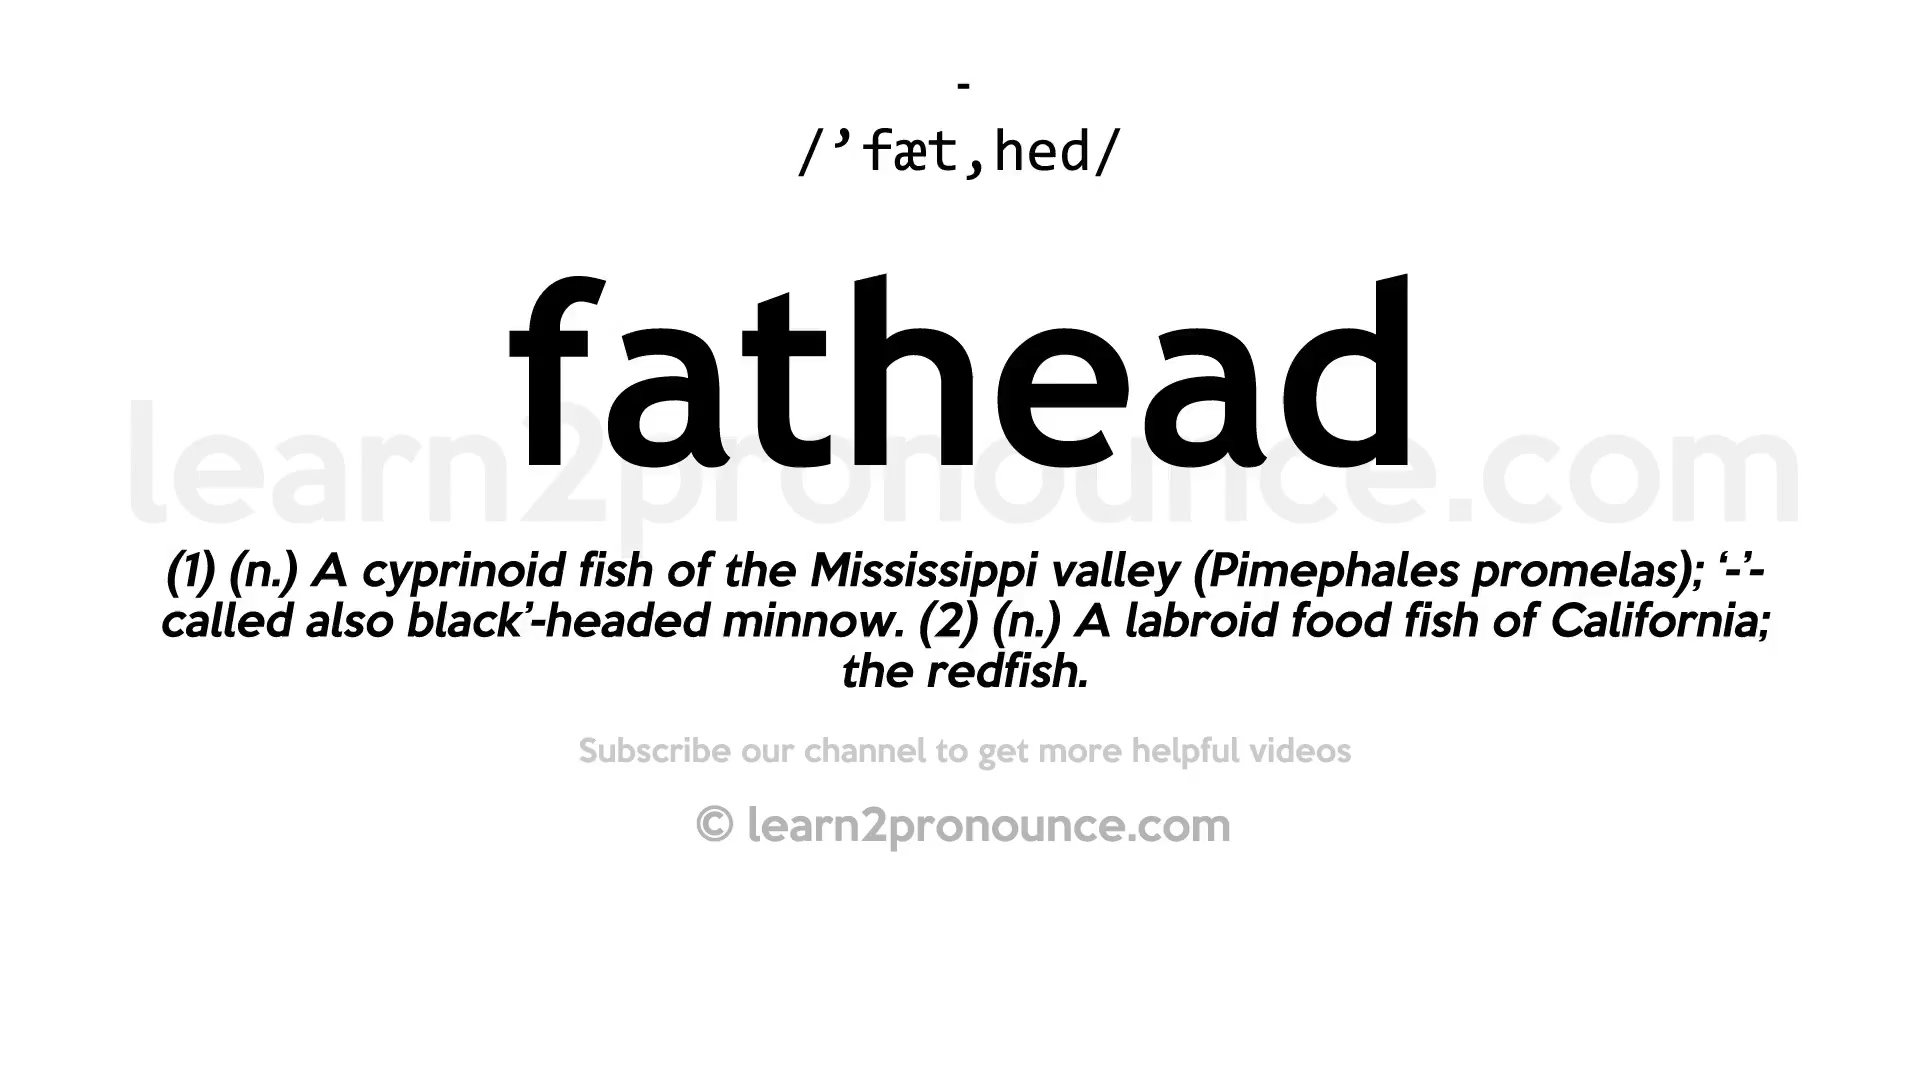 -
/’fæt,hed/
fathead
learn2pronounce.com
(1) (n.) A cyprinoid fish of the Mississippi valley (Pimephales promelas); ‘-’-
called also black’-headed minnow. (2) (n.) A labroid food fish of California;
the redfish.
Subscribe our channel to get more helpful videos
© learn2pronounce.com